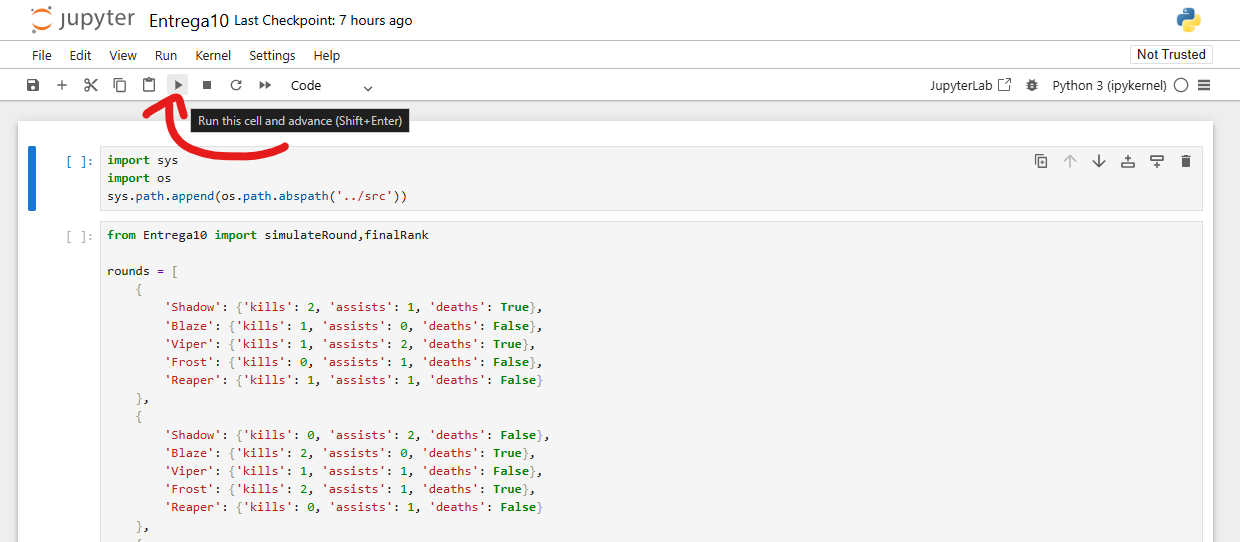 jupyter Entrega10 Last Checkpoint: 7 hours ago
File Edit View Run Kernel Settings Help
Not Trusted
Code
JupyterLab
Python 3 (ipykernel)
Run this cell and advance (Shift+Enter)
[ ]:
import sys
import os
sys.path.append(os.path.abspath('../src'))
[ ]:
from Entrega10 import simulateRound,finalRank
rounds = [
{
'Shadow': {'kills': 2, 'assists': 1, 'deaths': True},
'Blaze': {'kills': 1, 'assists': 0, 'deaths': False},
'Viper': {'kills': 1, 'assists': 2, 'deaths': True},
'Frost': {'kills': 0, 'assists': 1, 'deaths': False},
'Reaper': {'kills': 1, 'assists': 1, 'deaths': False}
},
{
'Shadow': {'kills': 0, 'assists': 2, 'deaths': False},
'Blaze': {'kills': 2, 'assists': 0, 'deaths': True},
'Viper': {'kills': 1, 'assists': 1, 'deaths': False},
'Frost': {'kills': 2, 'assists': 1, 'deaths': True},
'Reaper': {'kills': 0, 'assists': 1, 'deaths': False}
},